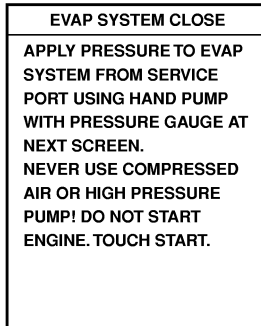 EVAP SYSTEM CLOSE
APPLY PRESSURE TO EVAP
SYSTEM FROM SERVICE
PORT USING HAND PUMP
WITH PRESSURE GAUGE AT
NEXT SCREEN.
NEVER USE COMPRESSED
AIR OR HIGH PRESSURE
PUMP! DO NOT START
ENGINE. TOUCH START.